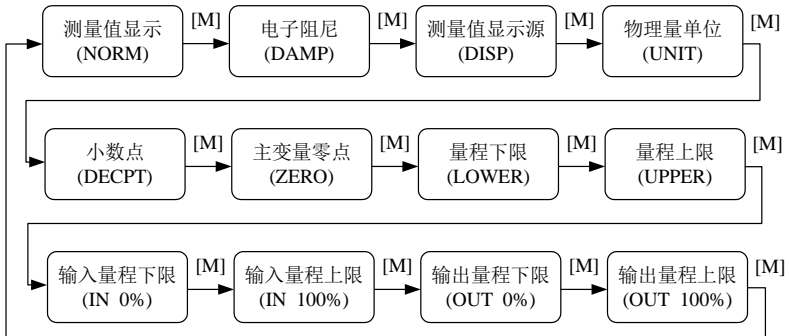 测量值显示
(NORM)
[M]
电子阻尼
(DAMP)
[M]
测量值显示源
(DISP)
[M]
物理量单位
(UNIT)
[M]
小数点
(DECPT)
[M]
主变量零点
(ZERO)
[M]
量程下限
(LOWER)
[M]
量程上限
(UPPER)
[M]
输入量程下限
(IN 0%)
[M]
输入量程上限
(IN 100%)
[M]
输出量程下限
(OUT 0%)
[M]
输出量程上限
(OUT 100%)
[M]